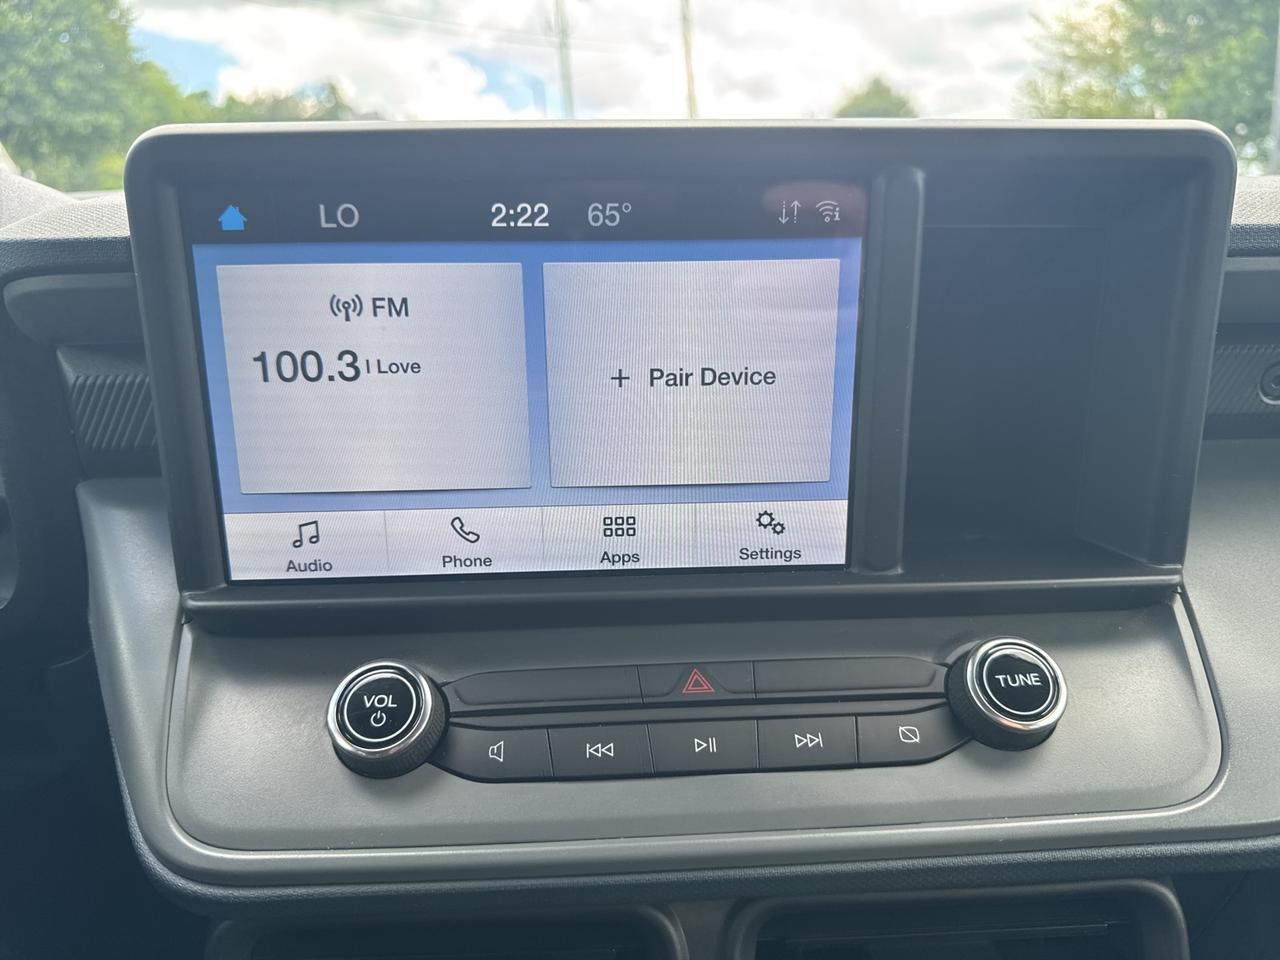 LO 2:22 65°
FM
100.3 I Love
+ Pair Device
Audio
Phone
Apps
Settings
VOL
TUNE